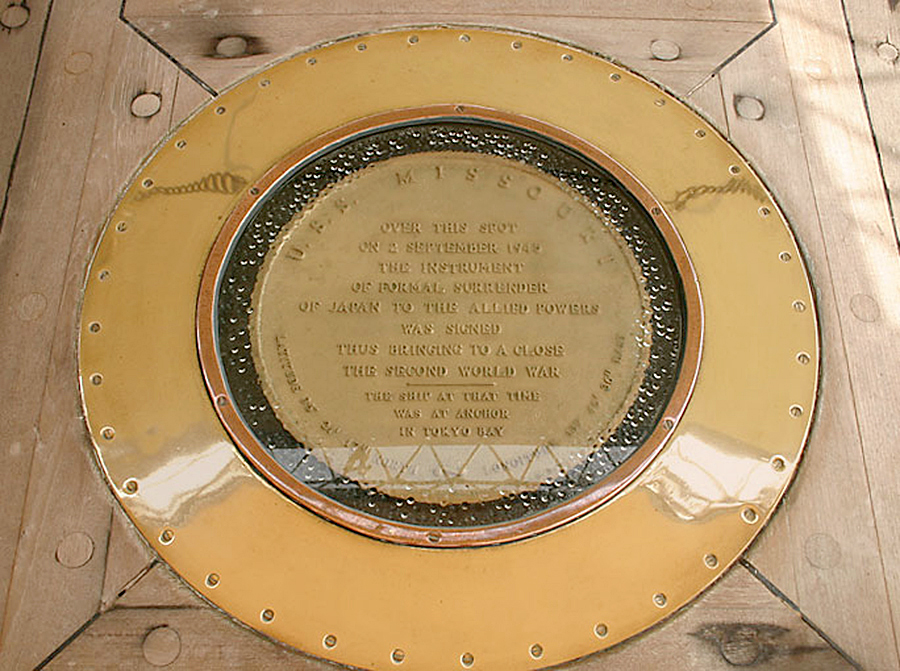 U.S.S. MISSOURI
OVER THIS SPOT
ON 2 SEPTEMBER 1945
THE INSTRUMENT
OF FORMAL SURRENDER
OF JAPAN TO THE ALLIED POWERS
WAS SIGNED
THUS BRINGING TO A CLOSE
THE SECOND WORLD WAR
THE SHIP AT THAT TIME
WAS AT ANCHOR
IN TOKYO BAY
LATITUDE